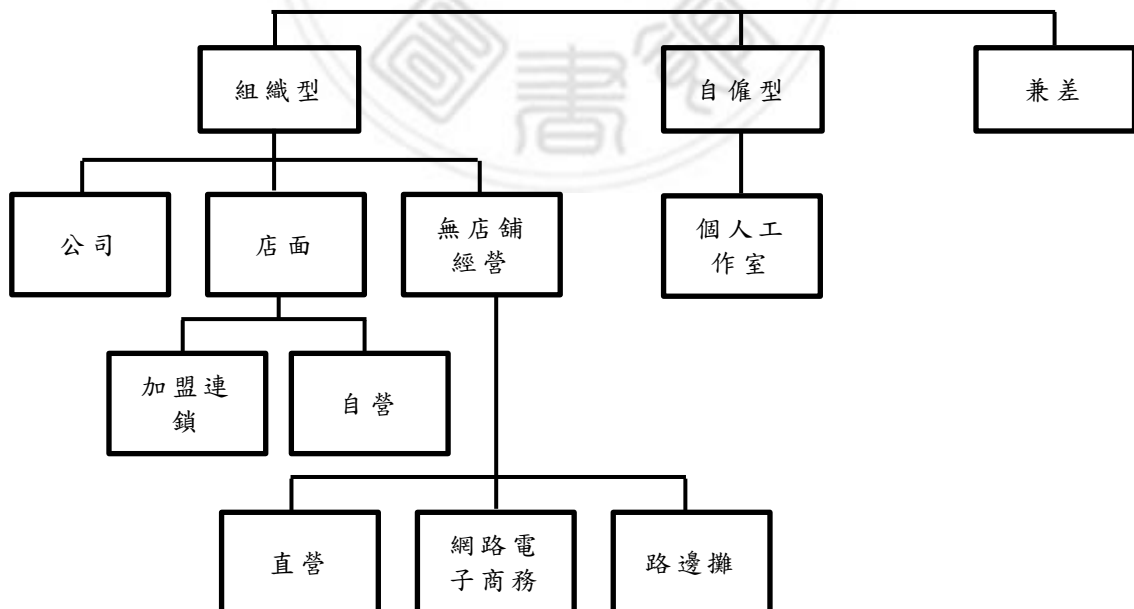 組織型
自僱型
兼差
公司
店面
無店舖
經營
個人工
作室
加盟連
鎖
自營
直營
網路電
子商務
路邊攤